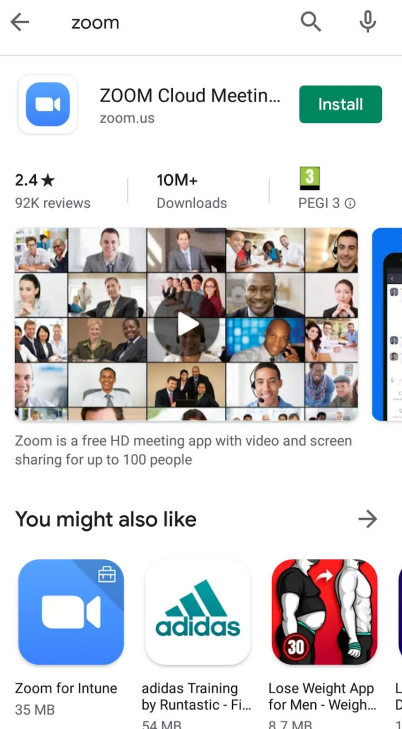 zoom
ZOOM Cloud Meetin...
zoom.us
Install
2.4★
10M+
3
92K reviews
Downloads
PEGI 3
Zoom is a free HD meeting app with video and screen
sharing for up to 100 people
You might also like
adidas
30
Zoom for Intune
35 MB
adidas Training
by Runtastic - Fi...
54 MB
Lose Weight App
for Men - Weigh...
8.7 MB
L
D
1